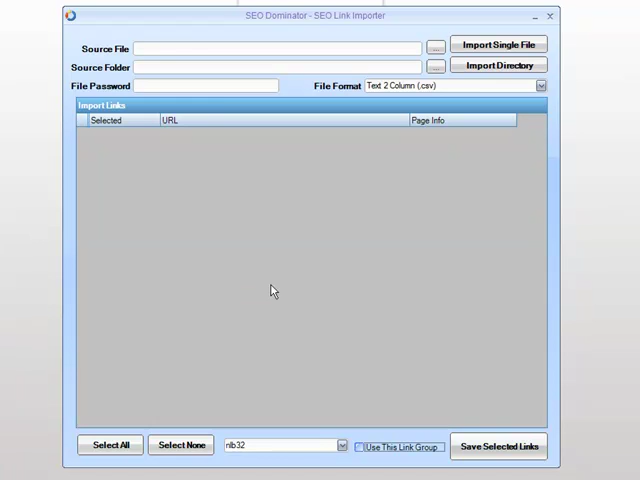 SEO Dominator - SEO Link Importer
Source File ... Import Single File
Source Folder ... Import Directory
File Password File Format Text 2 Column (.csv)
Import Links
Selected URL Page Info
Select All Select None nlb32 Use This Link Group Save Selected Links